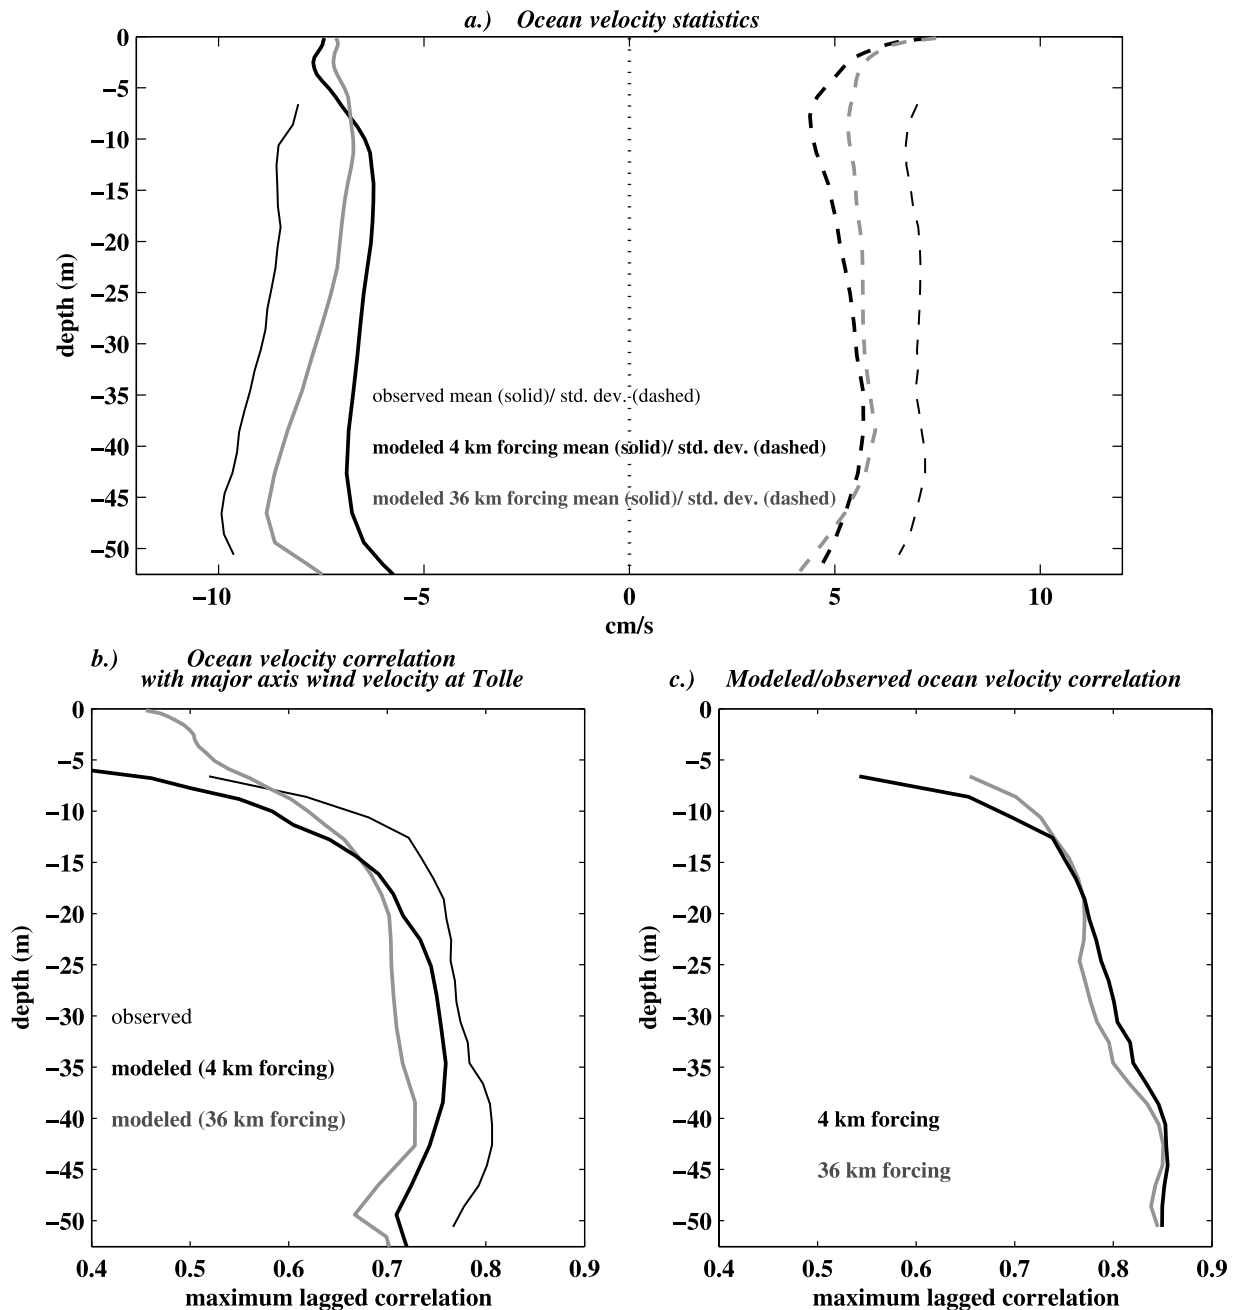 a.) Ocean velocity statistics
0
−5
−10
−15
−20
−25
−30
−35
−40
−45
−50
depth (m)
observed mean (solid)/ std. dev. (dashed)
modeled 4 km forcing mean (solid)/ std. dev. (dashed)
modeled 36 km forcing mean (solid)/ std. dev. (dashed)
−10 −5 0 5 10
cm/s
b.) Ocean velocity correlation
with major axis wind velocity at Tolle
0
−5
−10
−15
−20
−25
−30
−35
−40
−45
−50
depth (m)
observed
modeled (4 km forcing)
modeled (36 km forcing)
0.4 0.5 0.6 0.7 0.8 0.9
maximum lagged correlation
c.) Modeled/observed ocean velocity correlation
0
−5
−10
−15
−20
−25
−30
−35
−40
−45
−50
depth (m)
4 km forcing
36 km forcing
0.4 0.5 0.6 0.7 0.8 0.9
maximum lagged correlation